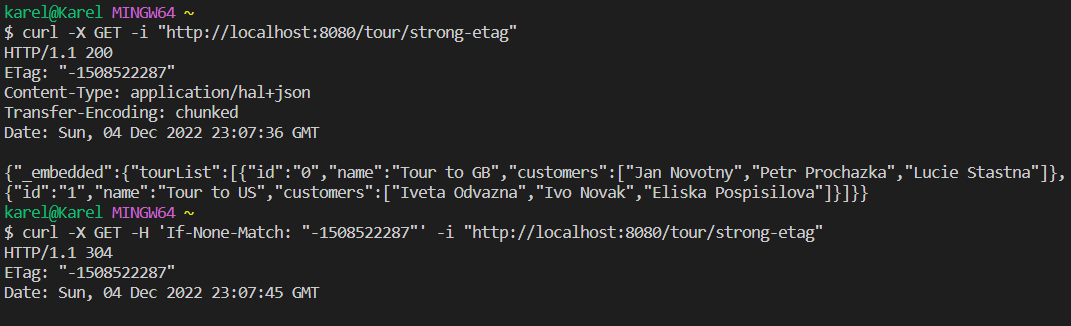 karel@Karel MINGW64 ~
$ curl -X GET -i "http://localhost:8080/tour/strong-etag"
HTTP/1.1 200
ETag: "-1508522287"
Content-Type: application/hal+json
Transfer-Encoding: chunked
Date: Sun, 04 Dec 2022 23:07:36 GMT
{"_embedded":{"tourList":[{"id":"0","name":"Tour to GB","customers":["Jan Novotny","Petr Prochazka","Lucie Stastna"]},
{"id":"1","name":"Tour to US","customers":["Iveta Odvazna","Ivo Novak","Eliska Pospisilova"]}]}}
karel@Karel MINGW64 ~
$ curl -X GET -H 'If-None-Match: "-1508522287"' -i "http://localhost:8080/tour/strong-etag"
HTTP/1.1 304
ETag: "-1508522287"
Date: Sun, 04 Dec 2022 23:07:45 GMT